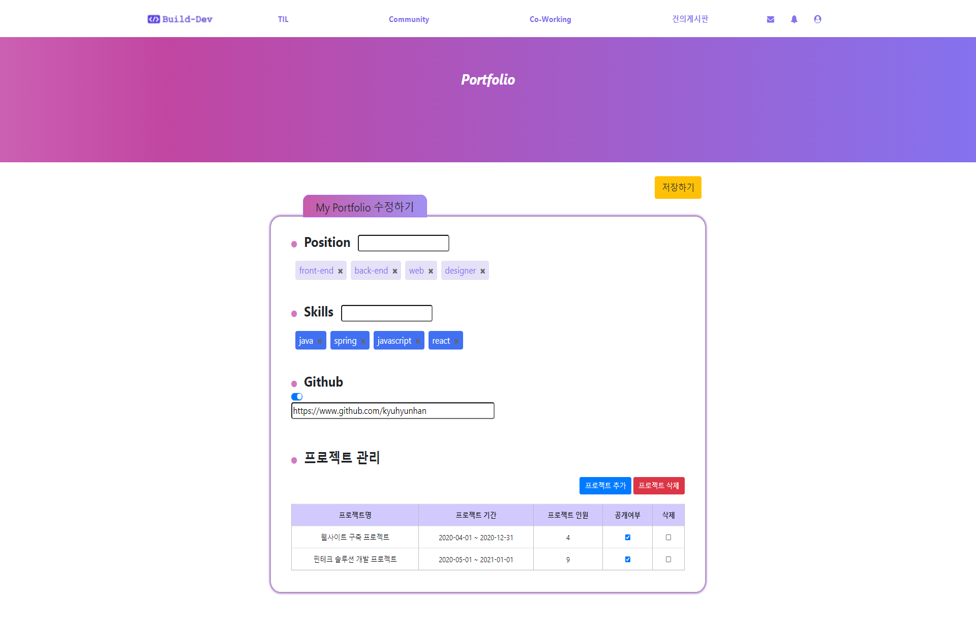 Build-Dev TIL Community Co-Working 건의게시판
Portfolio
저장하기
My Portfolio 수정하기
Position
front-end × back-end × web × designer ×
Skills
java × spring × javascript × react ×
Github
https://www.github.com/kyuhyunhan
프로젝트 관리
프로젝트 추가 프로젝트 삭제
프로젝트명 프로젝트 기간 프로젝트 인원 공개여부 삭제
웹사이트 구축 프로젝트 2020-04-01 ~ 2020-12-31 4
핀테크 솔루션 개발 프로젝트 2020-05-01 ~ 2021-01-01 9